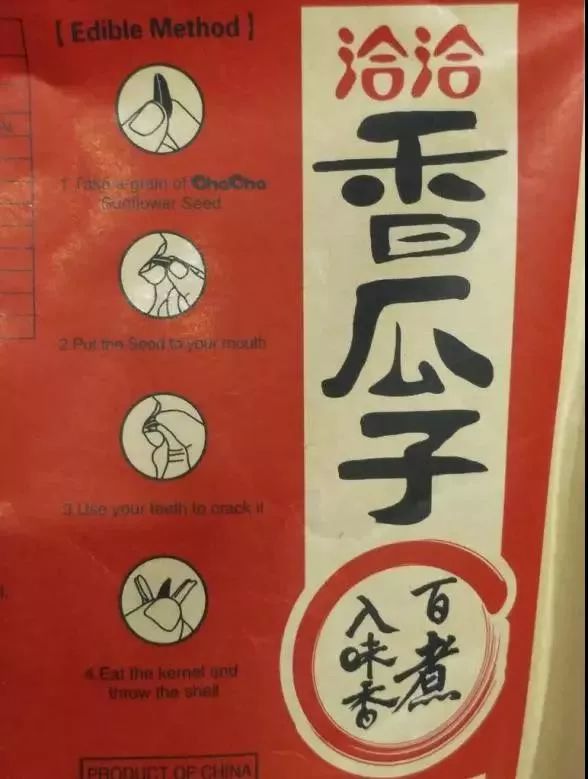 [Edible Method]
1.Take a grain of ChaCha
Sunflower Seed
2.Put the Seed to your mouth
3.Use your teeth to crack it
4.Eat the kernel and
throw the shell
PRODUCT OF CHINA
洽洽
香瓜子
百煮
入味香